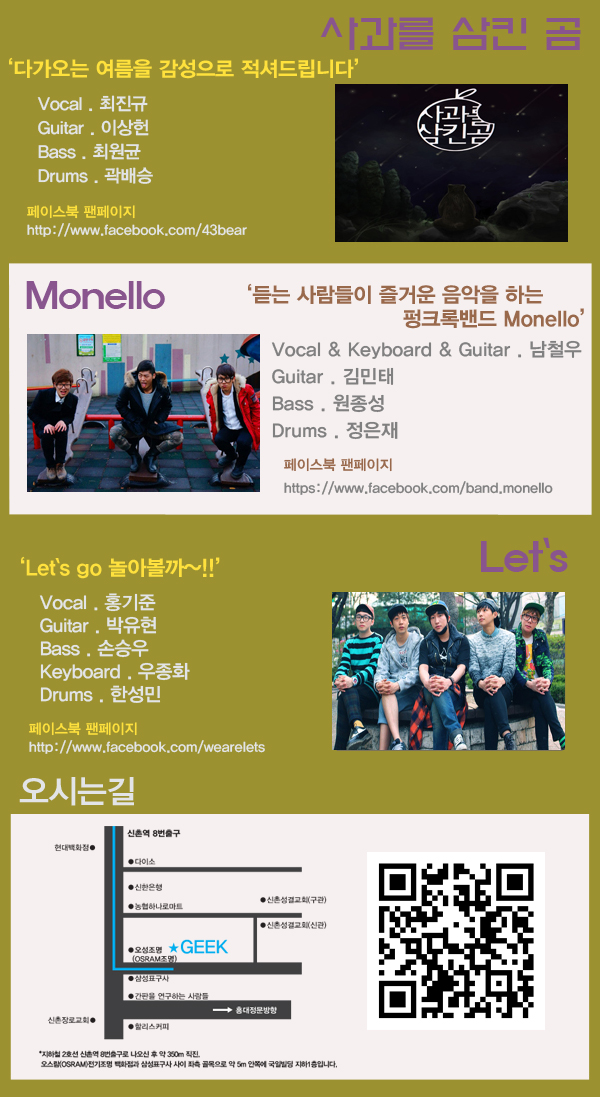 사과를 삼킨 곰
‘다가오는 여름을 감성으로 적셔드립니다’
Vocal . 최진규
Guitar . 이상헌
Bass . 최원균
Drums . 곽배승
사과를
삼킨곰
페이스북 팬페이지
http://www.facebook.com/43bear
Monello
‘듣는 사람들이 즐거운 음악을 하는
펑크록밴드 Monello’
Vocal & Keyboard & Guitar . 남철우
Guitar . 김민태
Bass . 원종성
Drums . 정은재
페이스북 팬페이지
https://www.facebook.com/band.monello
Let`s
‘Let`s go 놀아볼까~!!’
Vocal . 홍기준
Guitar . 박유현
Bass . 손승우
Keyboard . 우종화
Drums . 한성민
페이스북 팬페이지
http://www.facebook.com/wearelets
오시는길
신촌역 8번출구
현대백화점●
●다이소
●신한은행
●농협하나로마트
●신촌성결교회(구관)
●신촌성결교회(신관)
●오성조명
(OSRAM조명)
★GEEK
●삼성표구사
●간판을 연구하는 사람들
홍대정문방향
신촌장로교회●
●할리스커피
*지하철 2호선 신촌역 8번출구로 나오신 후 약 350m 직진.
오스람(OSRAM)전기조명 백화점과 삼성표구사 사이 좌측 골목으로 약 5m 안쪽에 국일빌딩 지하1층입니다.